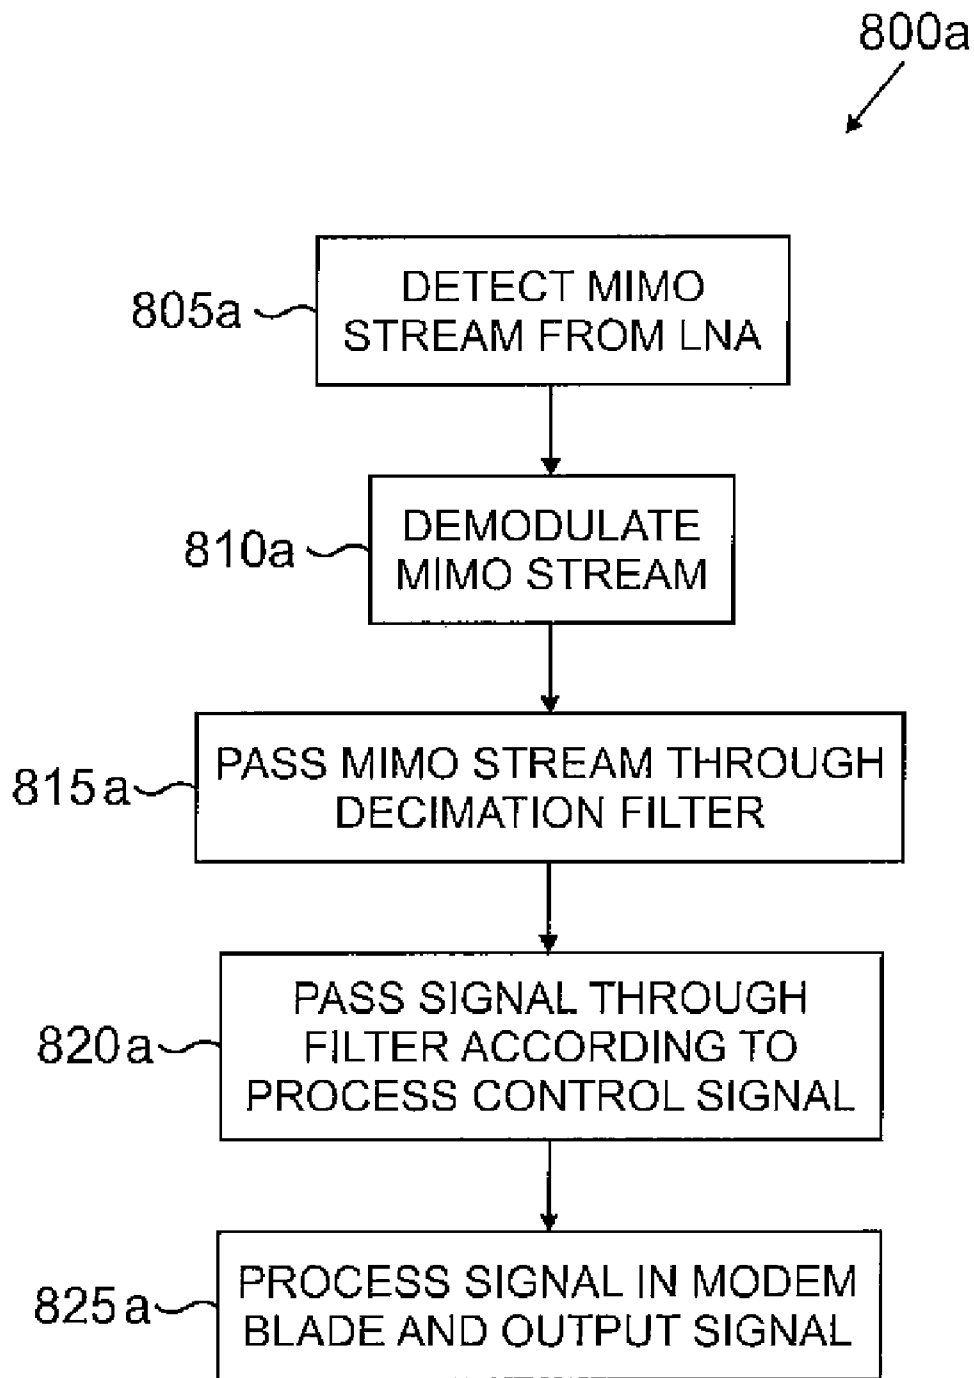 800a
805a
DETECT MIMO
STREAM FROM LNA
810a
DEMODULATE
MIMO STREAM
815a
PASS MIMO STREAM THROUGH
DECIMATION FILTER
820a
PASS SIGNAL THROUGH
FILTER ACCORDING TO
PROCESS CONTROL SIGNAL
825a
PROCESS SIGNAL IN MODEM
BLADE AND OUTPUT SIGNAL